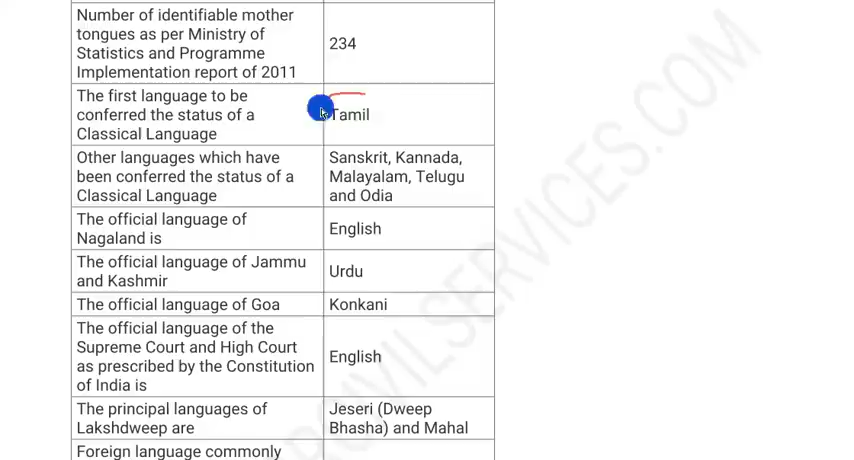 Number of identifiable mother
tongues as per Ministry of
Statistics and Programme
Implementation report of 2011
234
The first language to be
conferred the status of a
Classical Language
Tamil
Other languages which have
been conferred the status of a
Classical Language
Sanskrit, Kannada,
Malayalam, Telugu
and Odia
The official language of
Nagaland is
English
The official language of Jammu
and Kashmir
Urdu
The official language of Goa
Konkani
The official language of the
Supreme Court and High Court
as prescribed by the Constitution
of India is
English
The principal languages of
Lakshdweep are
Jeseri (Dweep
Bhasha) and Mahal
Foreign language commonly